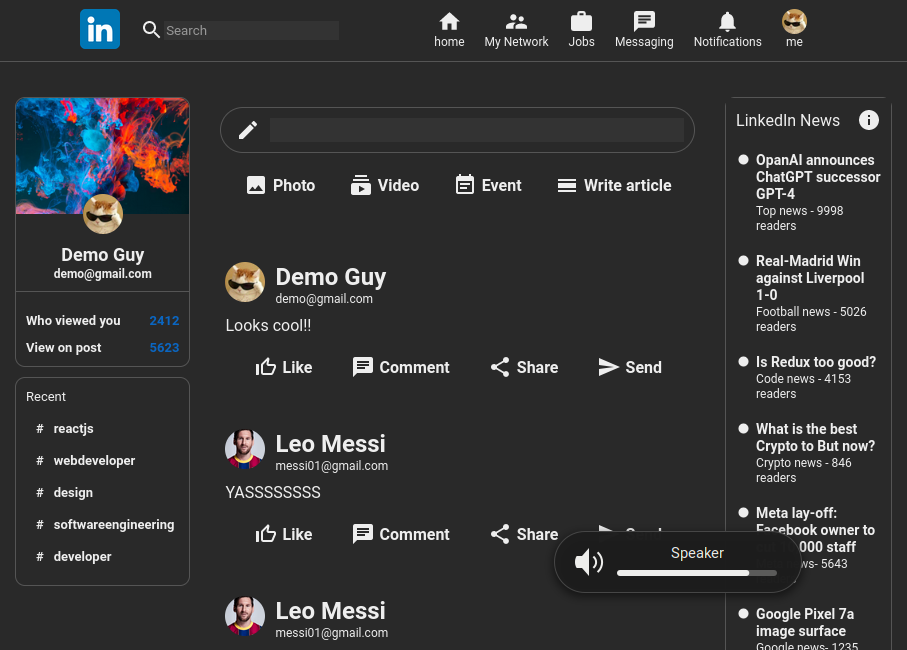 in
Search
home
My Network
Jobs
Messaging
Notifications
me
Demo Guy
demo@gmail.com
Who viewed you 2412
View on post 5623
Recent
# reactjs
# webdeveloper
# design
# softwareengineering
# developer
Photo
Video
Event
Write article
Demo Guy
demo@gmail.com
Looks cool!!
Like
Comment
Share
Send
Leo Messi
messi01@gmail.com
YASSSSSSSS
Like
Comment
Share
Leo Messi
messi01@gmail.com
Speaker
LinkedIn News
OpanAI announces
ChatGPT successor
GPT-4
Top news - 9998
readers
Real-Madrid Win
against Liverpool
1-0
Football news - 5026
readers
Is Redux too good?
Code news - 4153
readers
What is the best
Crypto to But now?
Crypto news - 846
readers
Meta lay-off:
Facebook owner to
000 staff
5643
Google Pixel 7a
image surface
Google news- 1235